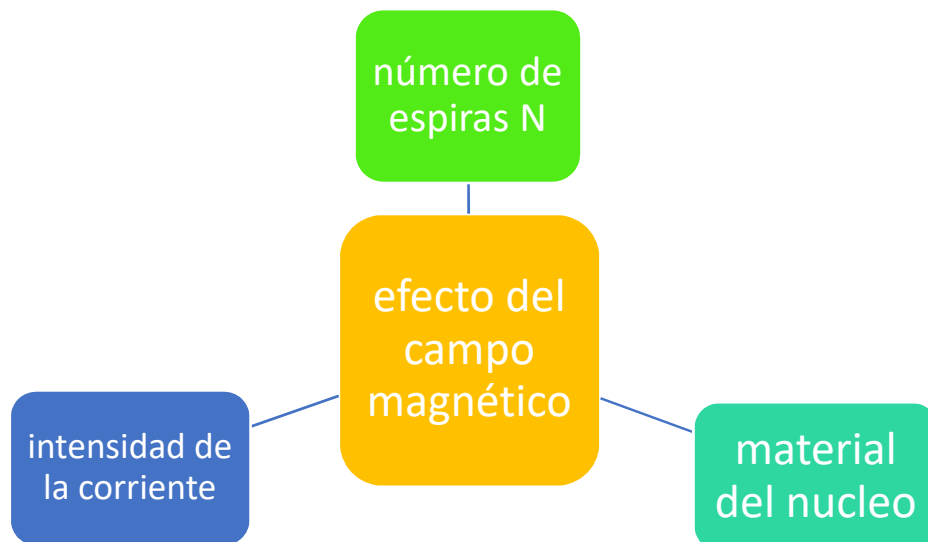 número de
espiras N
efecto del
campo
magnético
intensidad de
la corriente
material
del nucleo